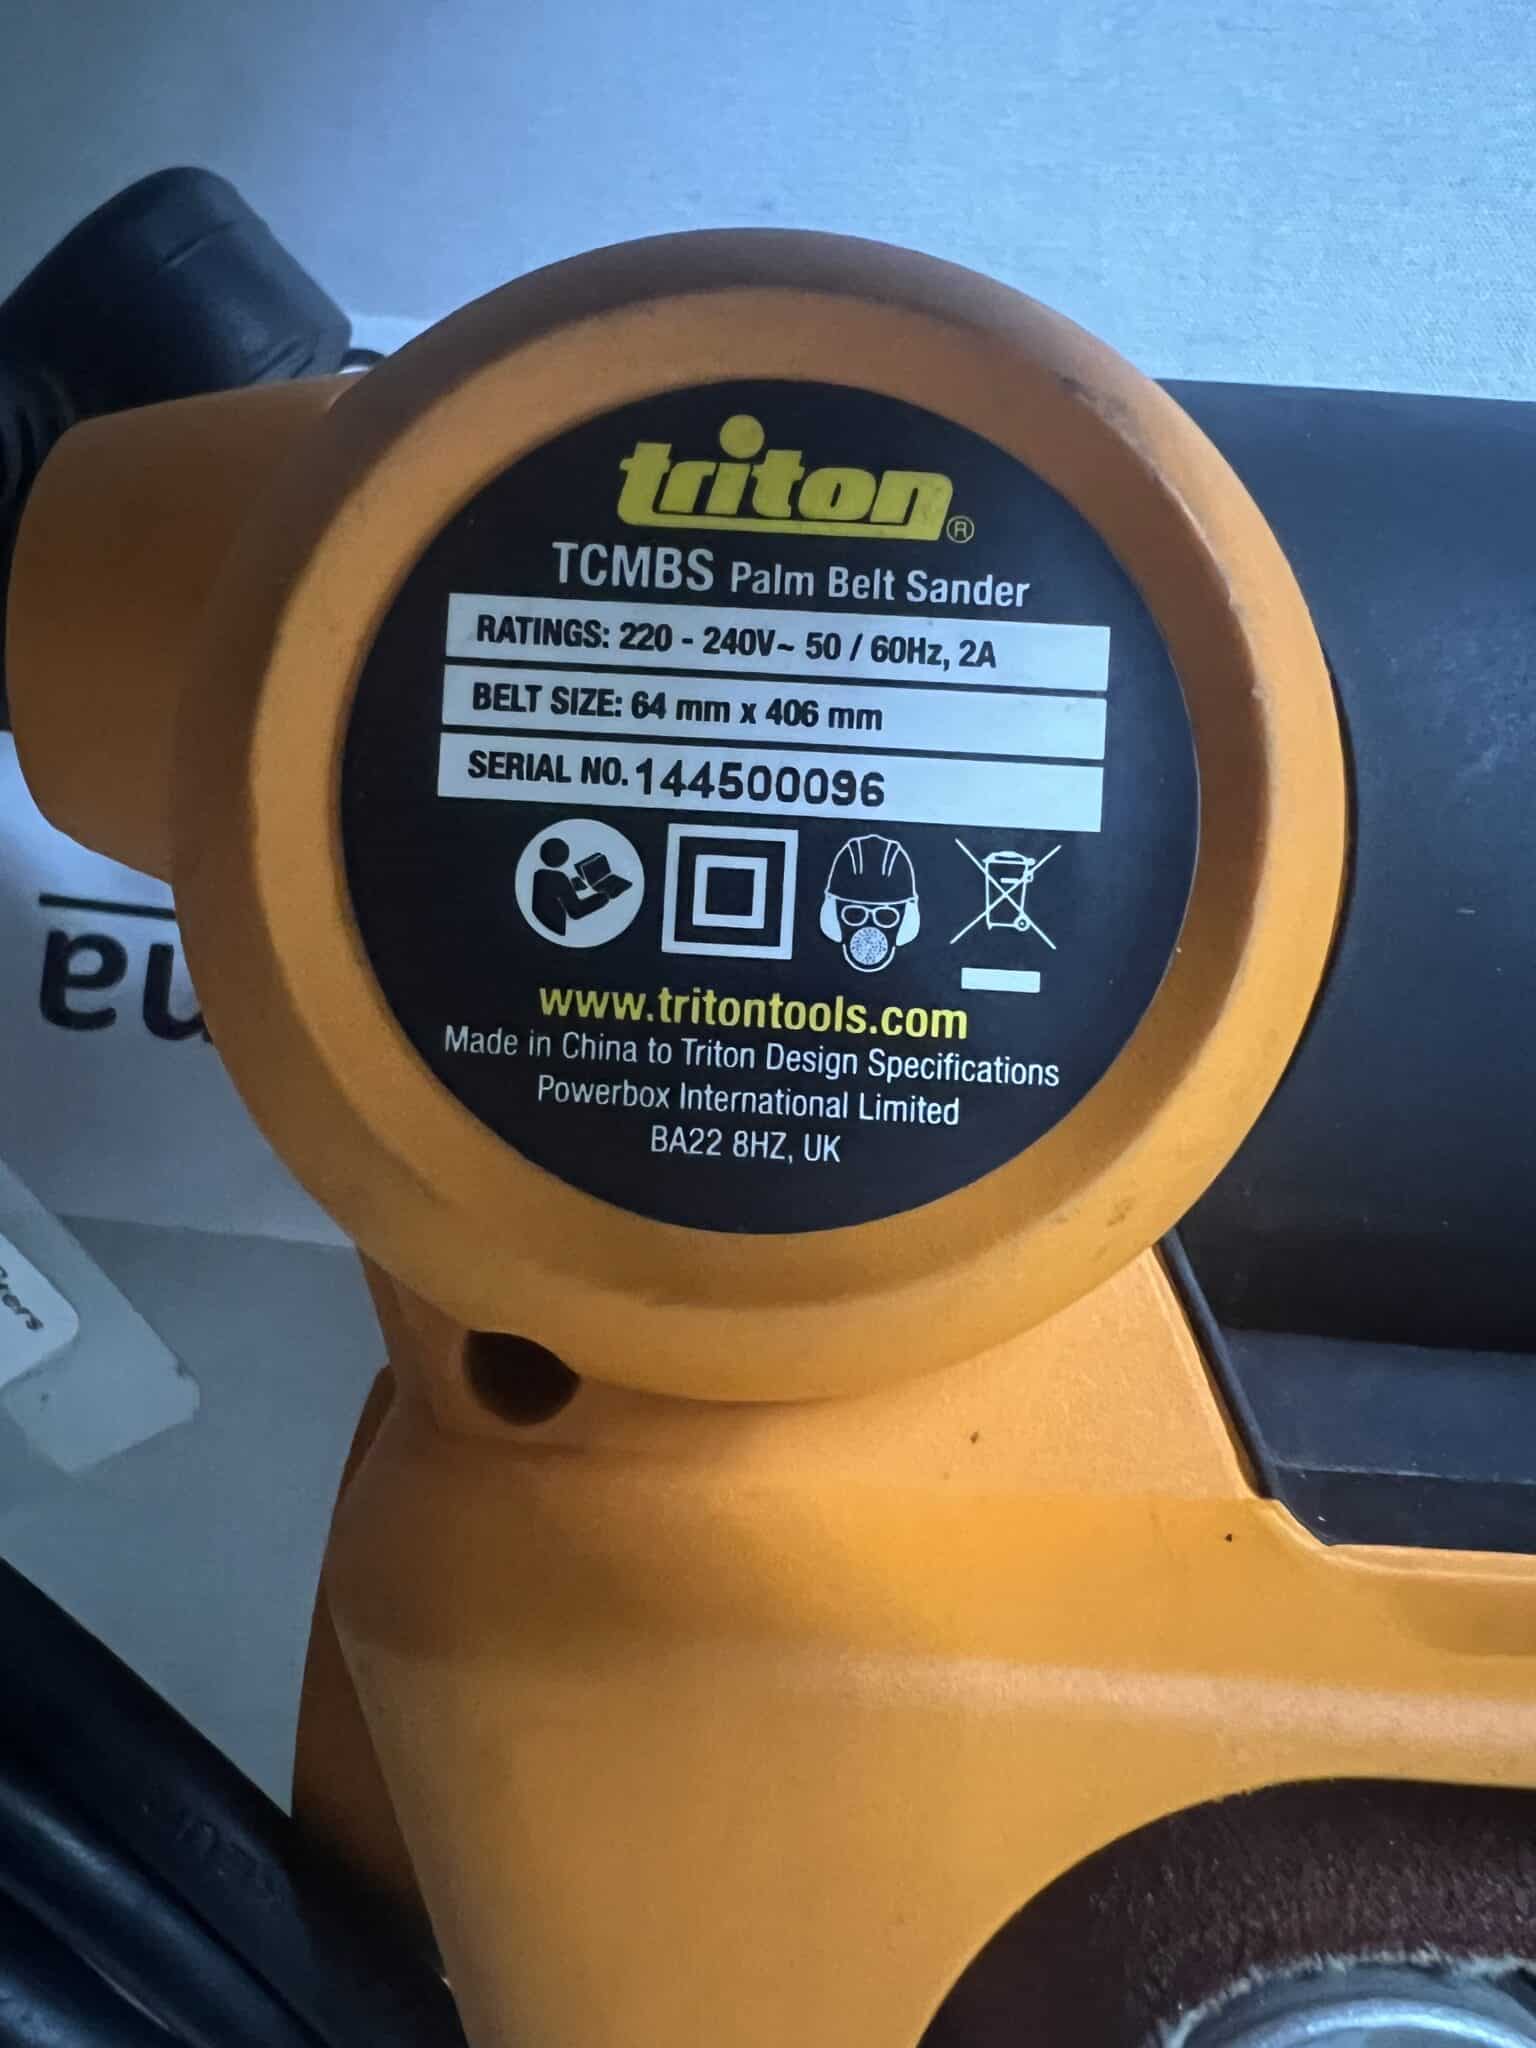 triton®
TCMBS Palm Belt Sander
RATINGS: 220 - 240V~ 50 / 60Hz, 2A
BELT SIZE: 64 mm x 406 mm
SERIAL NO. 144500096
www.tritontools.com
Made in China to Triton Design Specifications
Powerbox International Limited
BA22 8HZ, UK